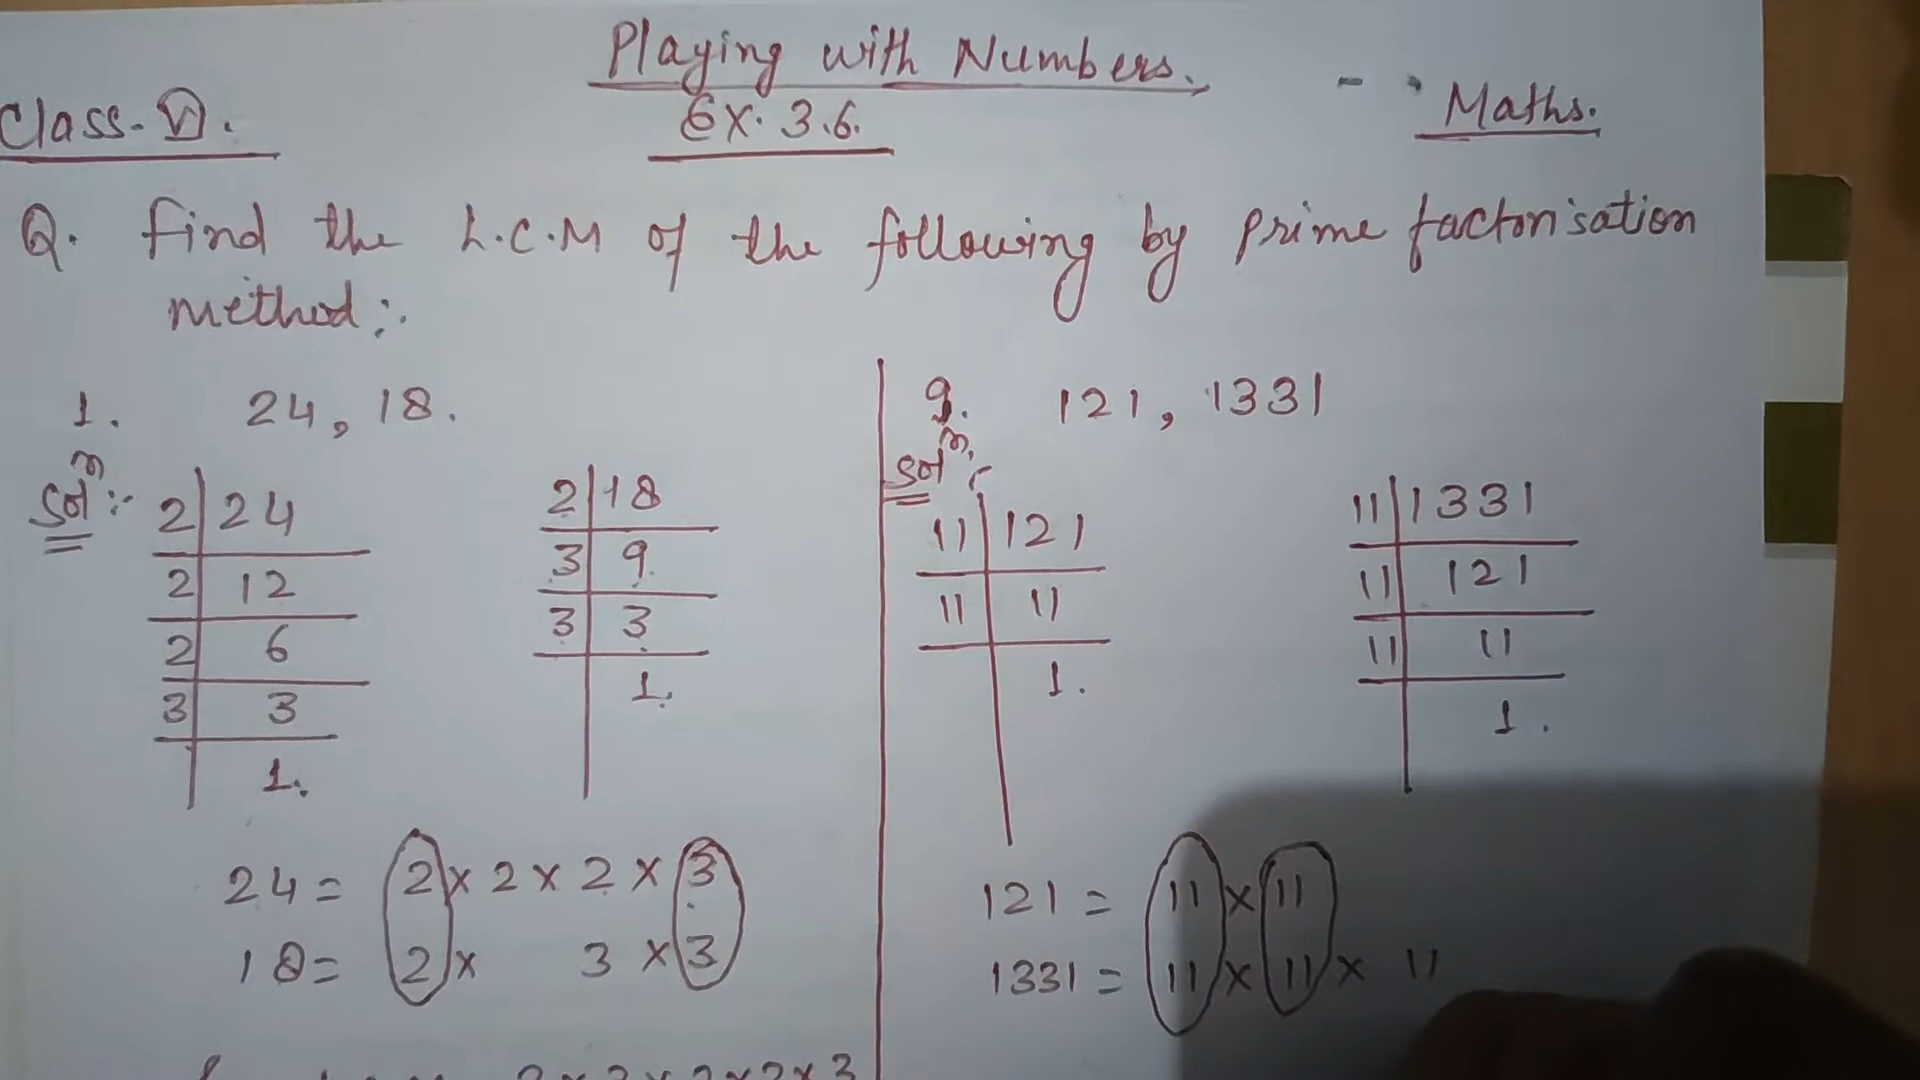 Playing with Numbers.
Class-V.
Ex. 3.6.
Maths.
Q. Find the L.C.M of the following by prime factorisation
method:.
1. 24, 18.
Solⁿ:-
2 | 24
2 | 12
2 | 6
3 | 3
1.
2 | 18
3 | 9
3 | 3
1.
24 = 2 x 2 x 2 x 3
18 = 2 x 3 x 3
9. 121, 1331
Solⁿ:-
11 | 121
11 | 11
1.
11 | 1331
11 | 121
11 | 11
1.
121 = 11 x 11
1331 = 11 x 11 x 11